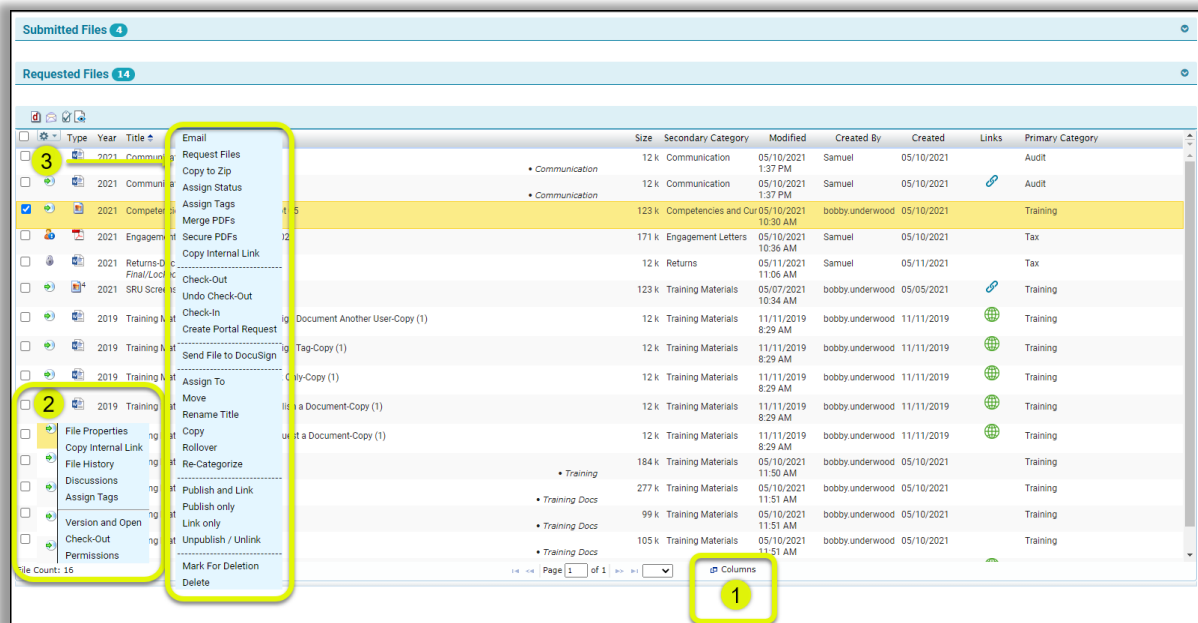 Submitted Files 4
Requested Files 14
Type Year Title Size Secondary Category Modified Created By Created Links Primary Category
2021 12 k Communication 05/10/2021 Samuel 05/10/2021 Audit
• Communication 1:37 PM
2021 12 k Communication 05/10/2021 Samuel 05/10/2021 Audit
• Communication 1:37 PM
2021 5 123 k Competencies and Cur 05/10/2021 bobby.underwood 05/10/2021 Training
10:30 AM
2021 171 k Engagement Letters 05/10/2021 Samuel 05/10/2021 Tax
10:36 AM
2021 12 k Returns 05/11/2021 Samuel 05/11/2021 Tax
11:06 AM
4 2021 SRU 123 k Training Materials 05/07/2021 bobby.underwood 05/05/2021 Training
10:34 AM
2019 Training Document Another User-Copy (1) 12 k Training Materials 11/11/2019 bobby.underwood 11/11/2019 Training
8:29 AM
2019 Training Tag-Copy (1) 12 k Training Materials 11/11/2019 bobby.underwood 11/11/2019 Training
8:29 AM
2019 Training Only-Copy (1) 12 k Training Materials 11/11/2019 bobby.underwood 11/11/2019 Training
8:29 AM
2019 Training a Document-Copy (1) 12 k Training Materials 11/11/2019 bobby.underwood 11/11/2019 Training
8:29 AM
a Document-Copy (1) 12 k Training Materials 11/11/2019 bobby.underwood 11/11/2019 Training
8:29 AM
184 k Training Materials 05/10/2021 bobby.underwood 05/10/2021 Training
• Training 11:50 AM
277 k Training Materials 05/10/2021 bobby.underwood 05/10/2021 Training
• Training Docs 11:51 AM
99 k Training Materials 05/10/2021 bobby.underwood 05/10/2021 Training
• Training Docs 11:51 AM
105 k Training Materials 05/10/2021 bobby.underwood 05/10/2021 Training
• Training Docs 11:51 AM
3
Email
Request Files
Copy to Zip
Assign Status
Assign Tags
Merge PDFs
Secure PDFs
Copy Internal Link
Check-Out
Undo Check-Out
Check-In
Create Portal Request
Send File to DocuSign
Assign To
Move
Rename Title
Copy
Rollover
Re-Categorize
Publish and Link
Publish only
Link only
Unpublish / Unlink
Mark For Deletion
Delete
2
File Properties
Copy Internal Link
File History
Discussions
Assign Tags
Version and Open
Check-Out
Permissions
File Count: 16 Page 1 of 1 Columns
1